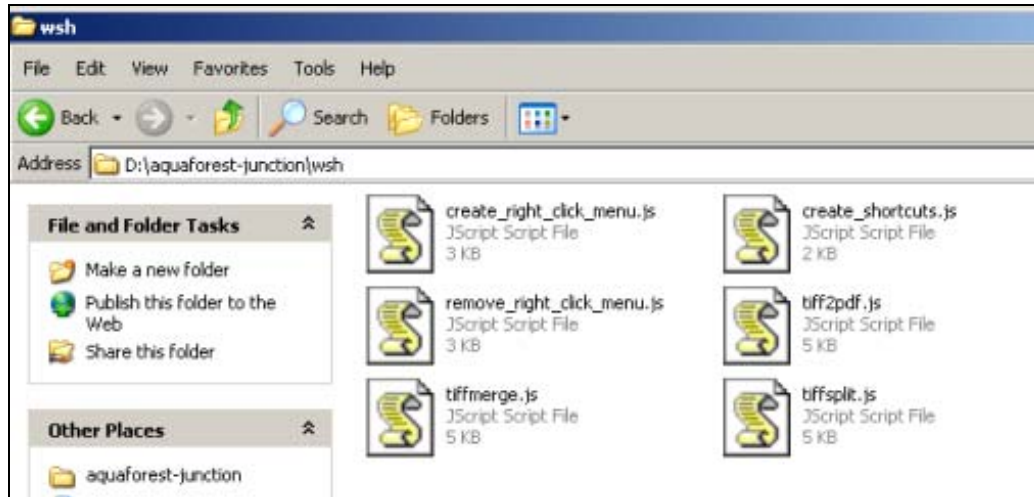 wsh
File Edit View Favorites Tools Help
Back Search Folders
Address D:\aquaforest-junction\wsh
File and Folder Tasks
Make a new folder
Publish this folder to the
Web
Share this folder
Other Places
aquaforest-junction
create_right_click_menu.js
JScript Script File
3 KB
create_shortcuts.js
JScript Script File
2 KB
remove_right_click_menu.js
JScript Script File
3 KB
tiff2pdf.js
JScript Script File
5 KB
tiffmerge.js
JScript Script File
5 KB
tiffsplit.js
JScript Script File
5 KB